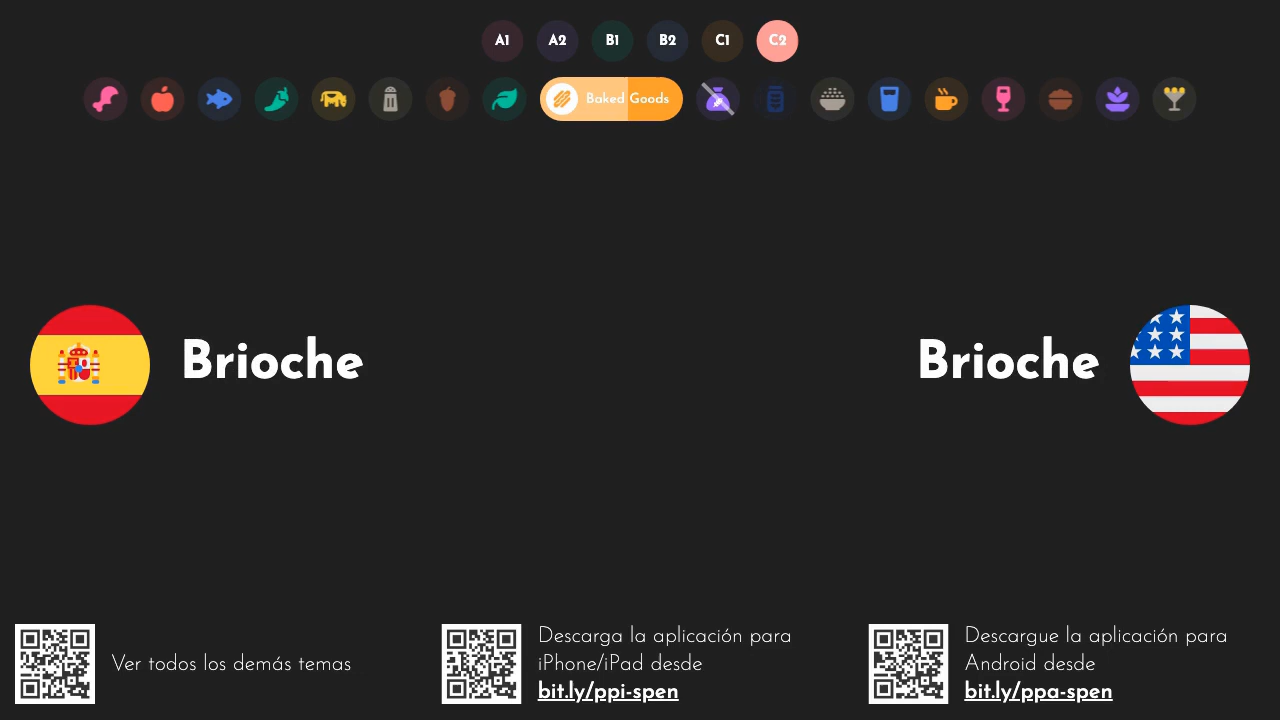 A1 A2 B1 B2 C1 C2
Baked Goods
Brioche
Brioche
Ver todos los demás temas
Descarga la aplicación para
iPhone/iPad desde
bit.ly/ppi-spen
Descargue la aplicación para
Android desde
bit.ly/ppa-spen